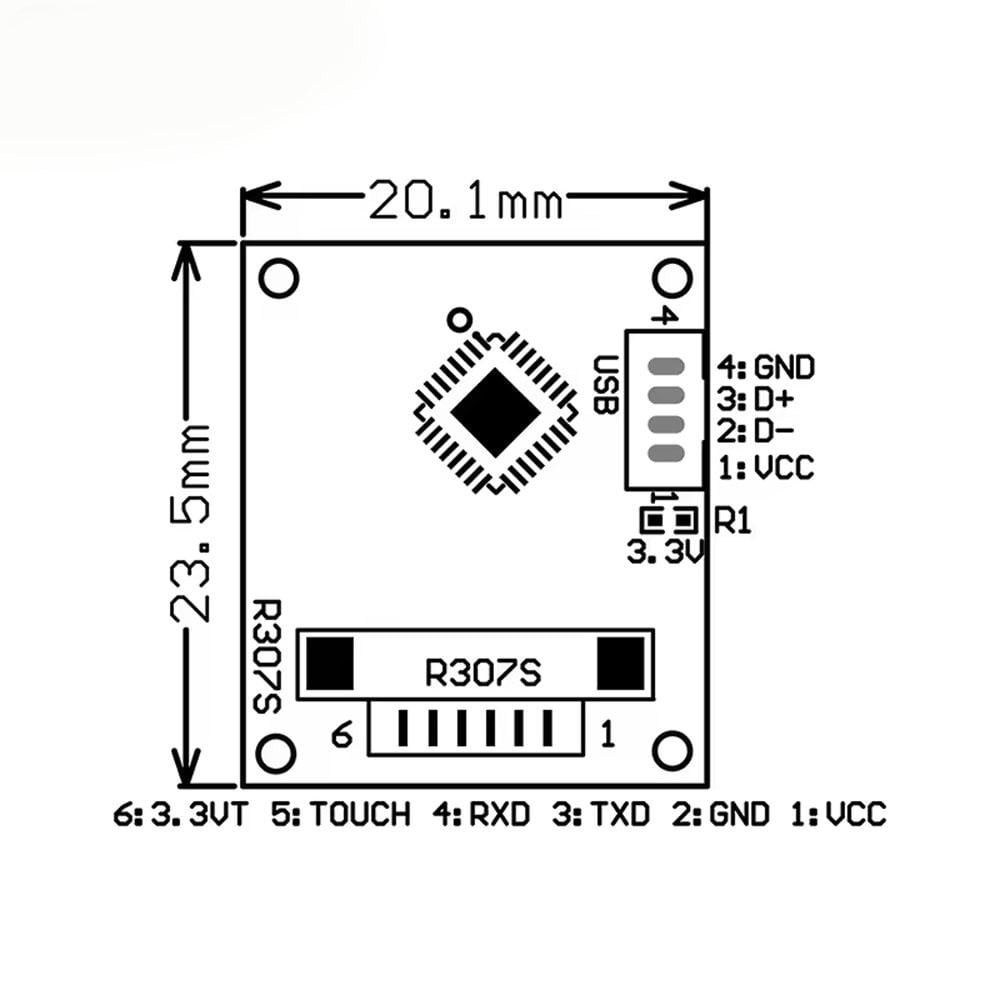 20.1mm
23.5mm
4
USB
4:GND
3:D+
2:D-
1:VCC
1
R1
3.3V
R307S
R307S
6
1
6:3.3VT 5:TOUCH 4:RXD 3:TXD 2:GND 1:VCC